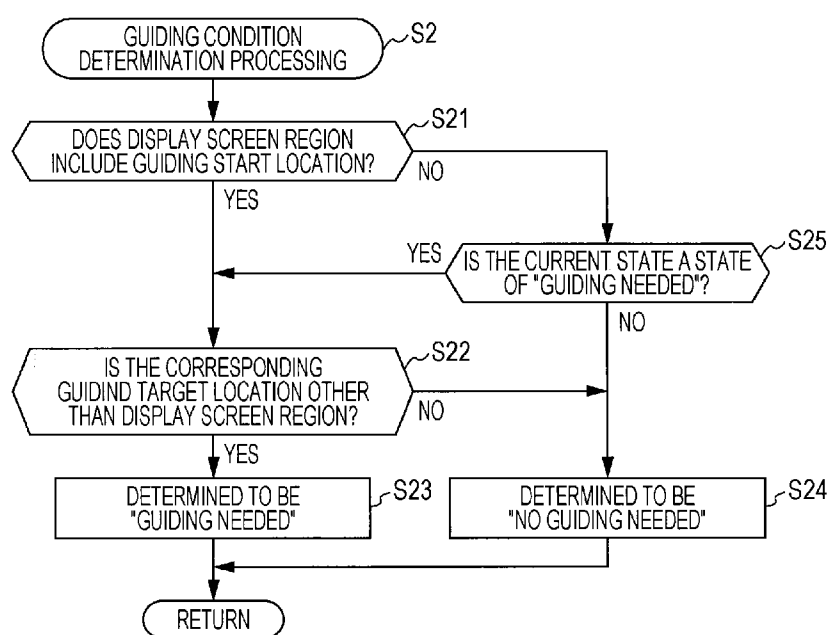 GUIDING CONDITION
DETERMINATION PROCESSING
S2
DOES DISPLAY SCREEN REGION
INCLUDE GUIDING START LOCATION?
S21
NO
YES
YES
IS THE CURRENT STATE A STATE
OF "GUIDING NEEDED"?
S25
NO
IS THE CORRESPONDING
GUIDIND TARGET LOCATION OTHER
THAN DISPLAY SCREEN REGION?
S22
NO
YES
DETERMINED TO BE
"GUIDING NEEDED"
S23
DETERMINED TO BE
"NO GUIDING NEEDED"
S24
RETURN